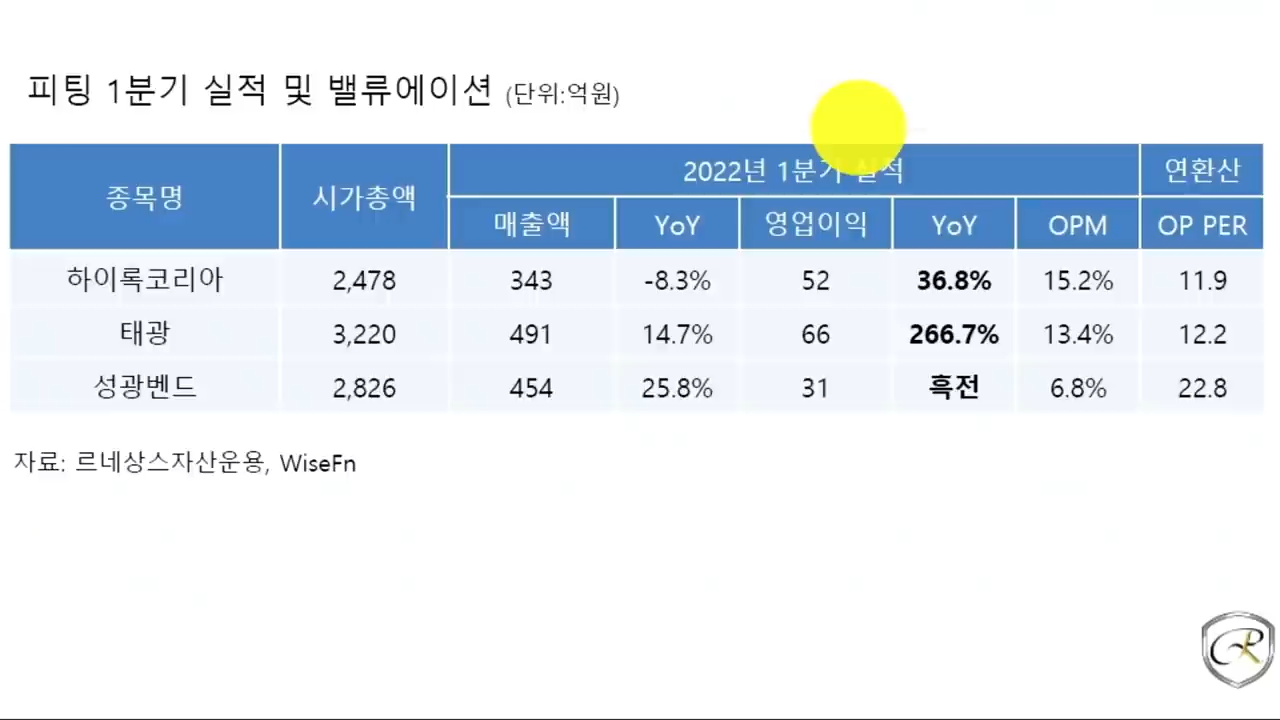 피팅 1분기 실적 및 밸류에이션 (단위:억원)
종목명 시가총액 2022년 1분기 실적 연환산
매출액 YoY 영업이익 YoY OPM OP PER
하이록코리아 2,478 343 -8.3% 52 36.8% 15.2% 11.9
태광 3,220 491 14.7% 66 266.7% 13.4% 12.2
성광벤드 2,826 454 25.8% 31 흑전 6.8% 22.8
자료: 르네상스자산운용, WiseFn
R